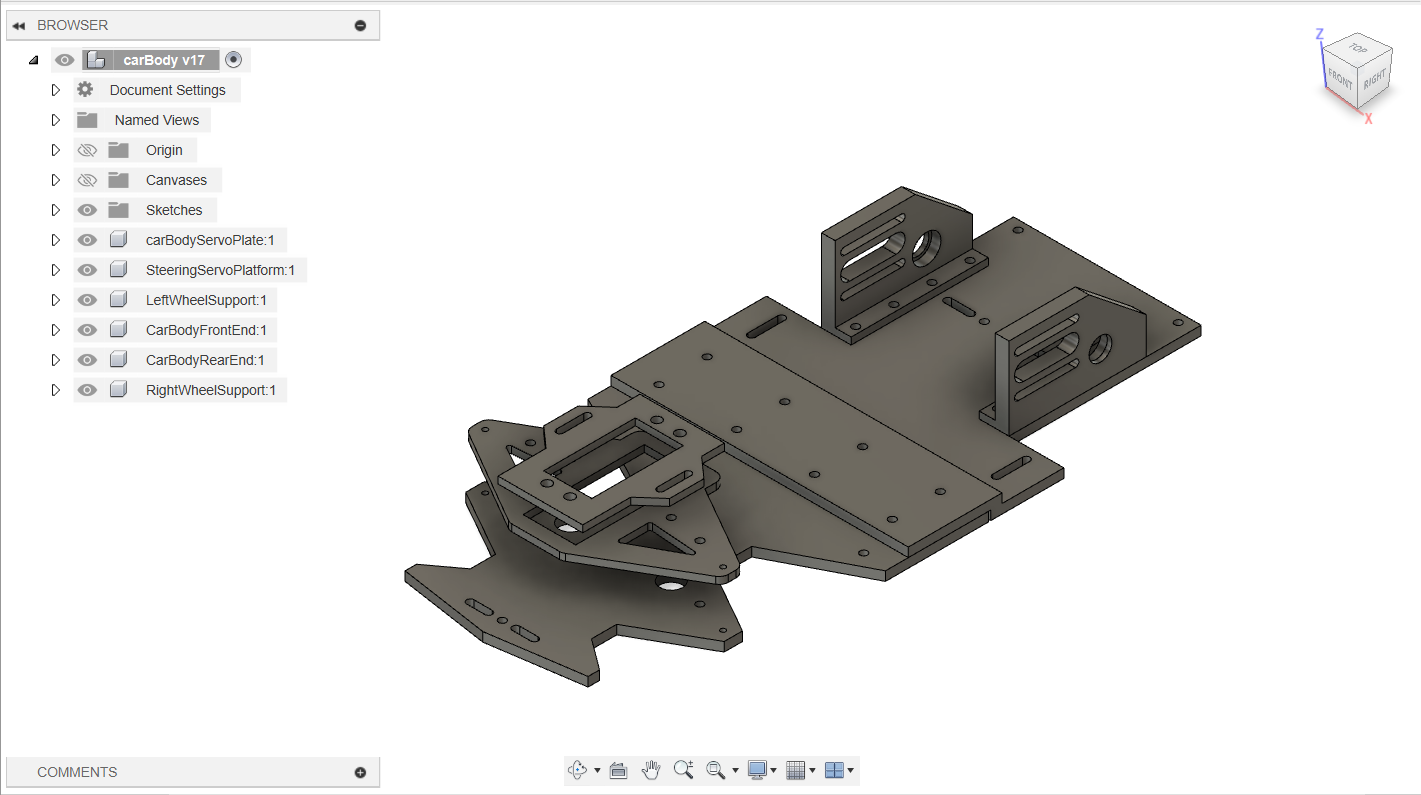 BROWSER
carBody v17
Document Settings
Named Views
Origin
Canvases
Sketches
carBodyServoPlate:1
SteeringServoPlatform:1
LeftWheelSupport:1
CarBodyFrontEnd:1
CarBodyRearEnd:1
RightWheelSupport:1
Z
TOP
FRONT
RIGHT
X
COMMENTS